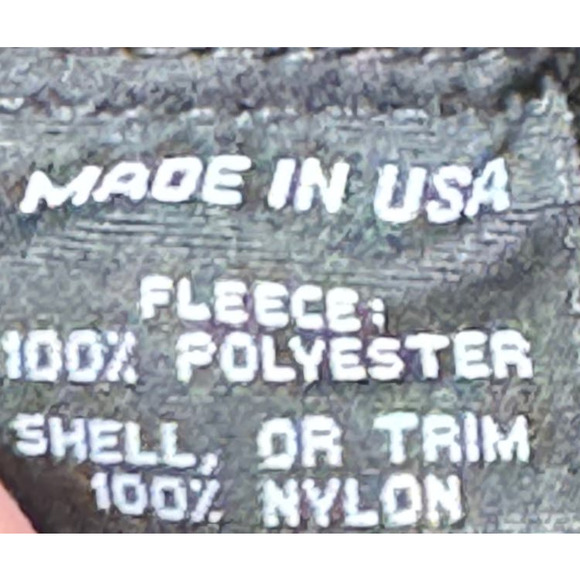 MADE IN USA
FLEECE:
100% POLYESTER
SHELL, OR TRIM
100% NYLON